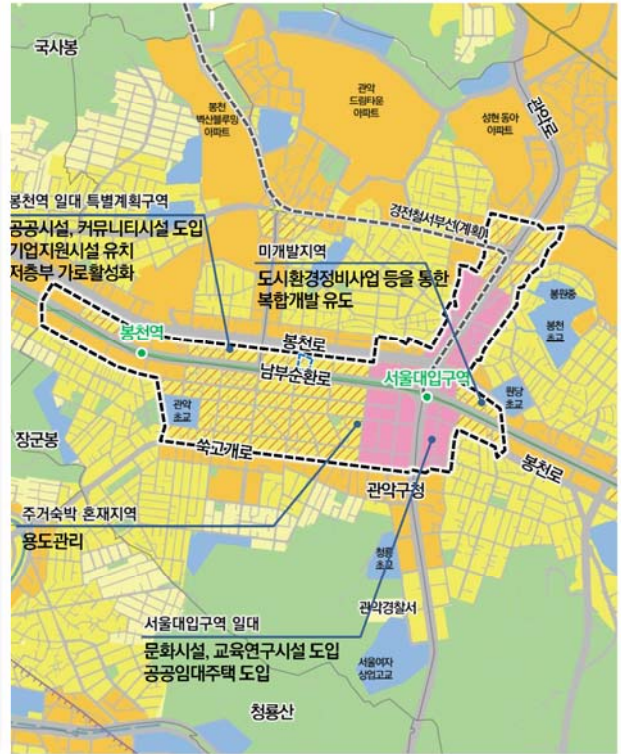 국사봉
봉천
벽산블루밍
아파트
관악
드림타운
아파트
성현 동아
아파트
관악로
경전철서부선(계획)
봉천역 일대 특별계획구역
공공시설, 커뮤니티시설 도입
기업지원시설 유치
저층부 가로활성화
미개발지역
도시환경정비사업 등을 통한
복합개발 유도
봉원중
봉천
초교
봉천역
봉천로
남부순환로
서울대입구역
원당
초교
관악
초교
장군봉
쑥고개로
봉천로
관악구청
주거숙박 혼재지역
용도관리
청룡
초교
관악경찰서
서울대입구역 일대
문화시설, 교육연구시설 도입
공공임대주택 도입
서울여자
상업고교
청룡산